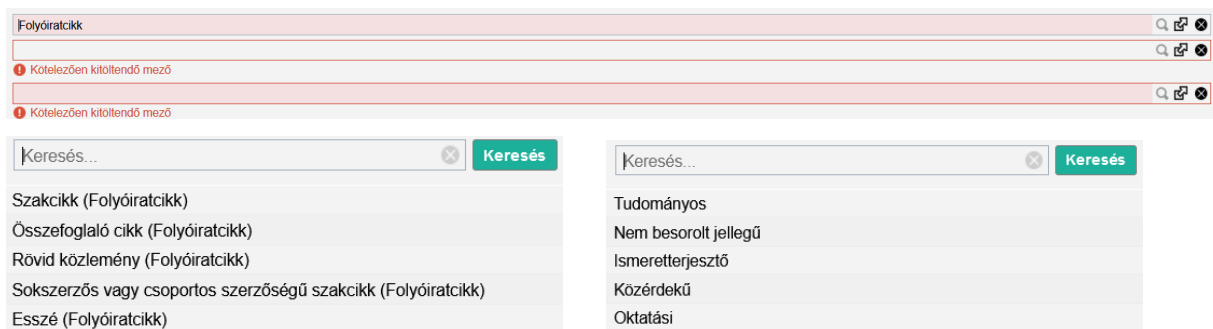 Folyóiratcikk
Kötelezően kitöltendő mező
Kötelezően kitöltendő mező
Keresés...
Keresés
Szakcikk (Folyóiratcikk)
Összefoglaló cikk (Folyóiratcikk)
Rövid közlemény (Folyóiratcikk)
Sokszerzős vagy csoportos szerzőségű szakcikk (Folyóiratcikk)
Esszé (Folyóiratcikk)
Keresés...
Keresés
Tudományos
Nem besorolt jellegű
Ismeretterjesztő
Közérdekű
Oktatási